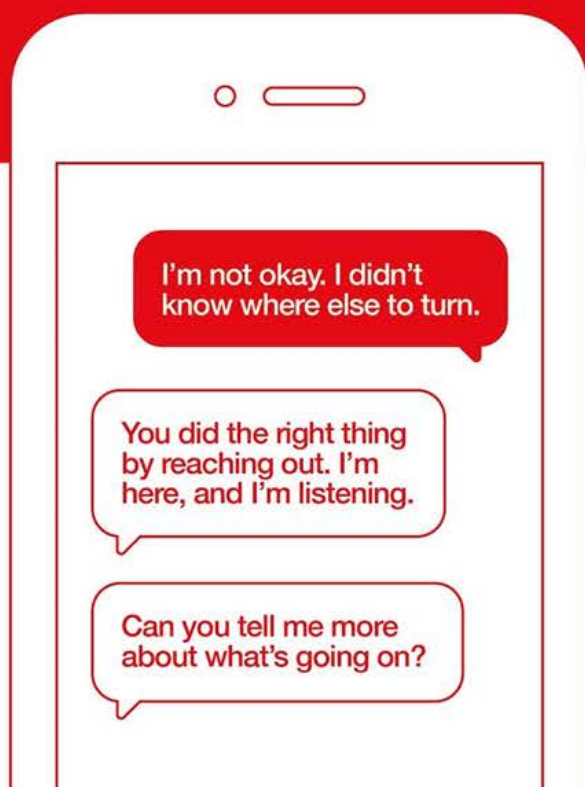 I'm not okay. I didn't
know where else to turn.
You did the right thing
by reaching out. I'm
here, and I'm listening.
Can you tell me more
about what's going on?